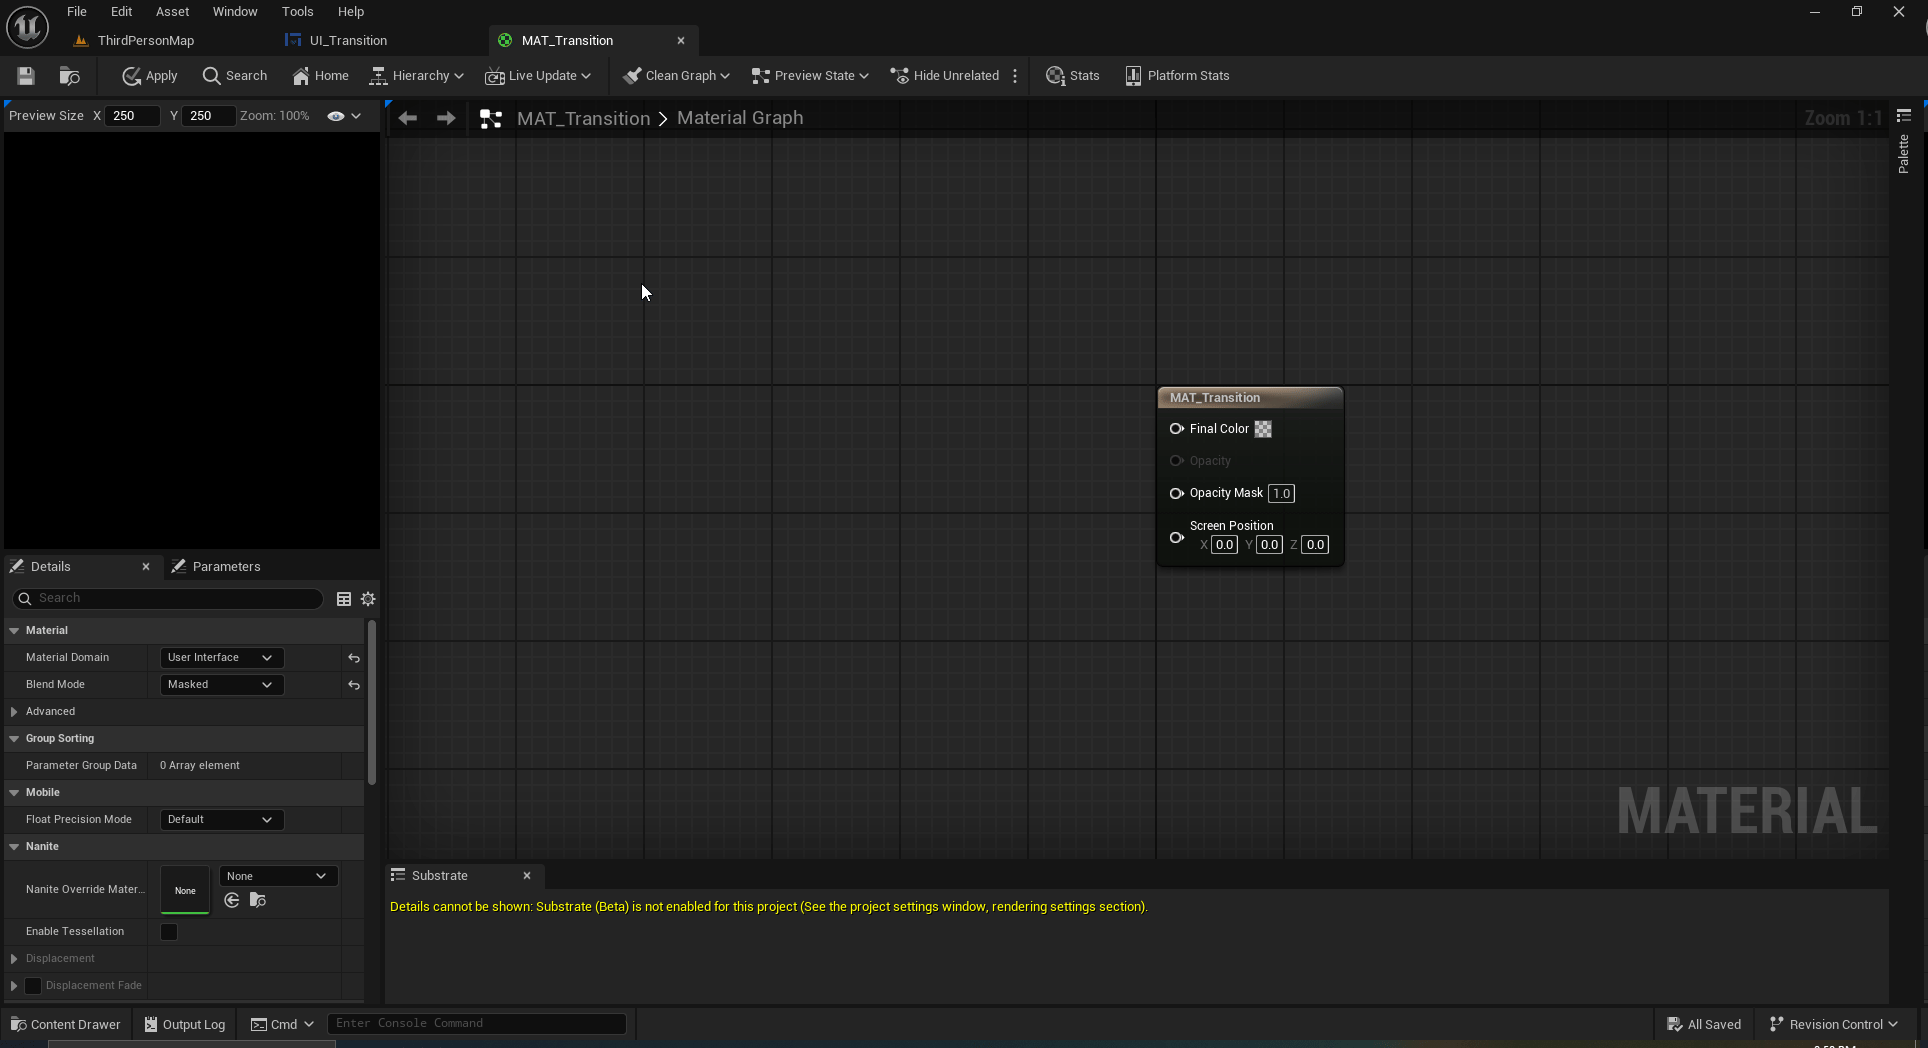 File Edit Asset Window Tools Help
ThirdPersonMap UI_Transition MAT_Transition
Apply Search Home Hierarchy Live Update Clean Graph Preview State Hide Unrelated Stats Platform Stats
Preview Size X 250 Y 250 Zoom: 100%
MAT_Transition > Material Graph
Zoom 1:1
Palette
MAT_Transition
Final Color
Opacity
Opacity Mask 1.0
Screen Position
X 0.0 Y 0.0 Z 0.0
MATERIAL
Details Parameters
Search
Material
Material Domain User Interface
Blend Mode Masked
Advanced
Group Sorting
Parameter Group Data 0 Array element
Mobile
Float Precision Mode Default
Nanite
Nanite Override Mater... None None
Enable Tessellation
Displacement
Displacement Fade
Substrate
Details cannot be shown: Substrate (Beta) is not enabled for this project (See the project settings window, rendering settings section).
Content Drawer Output Log Cmd Enter Console Command All Saved Revision Control